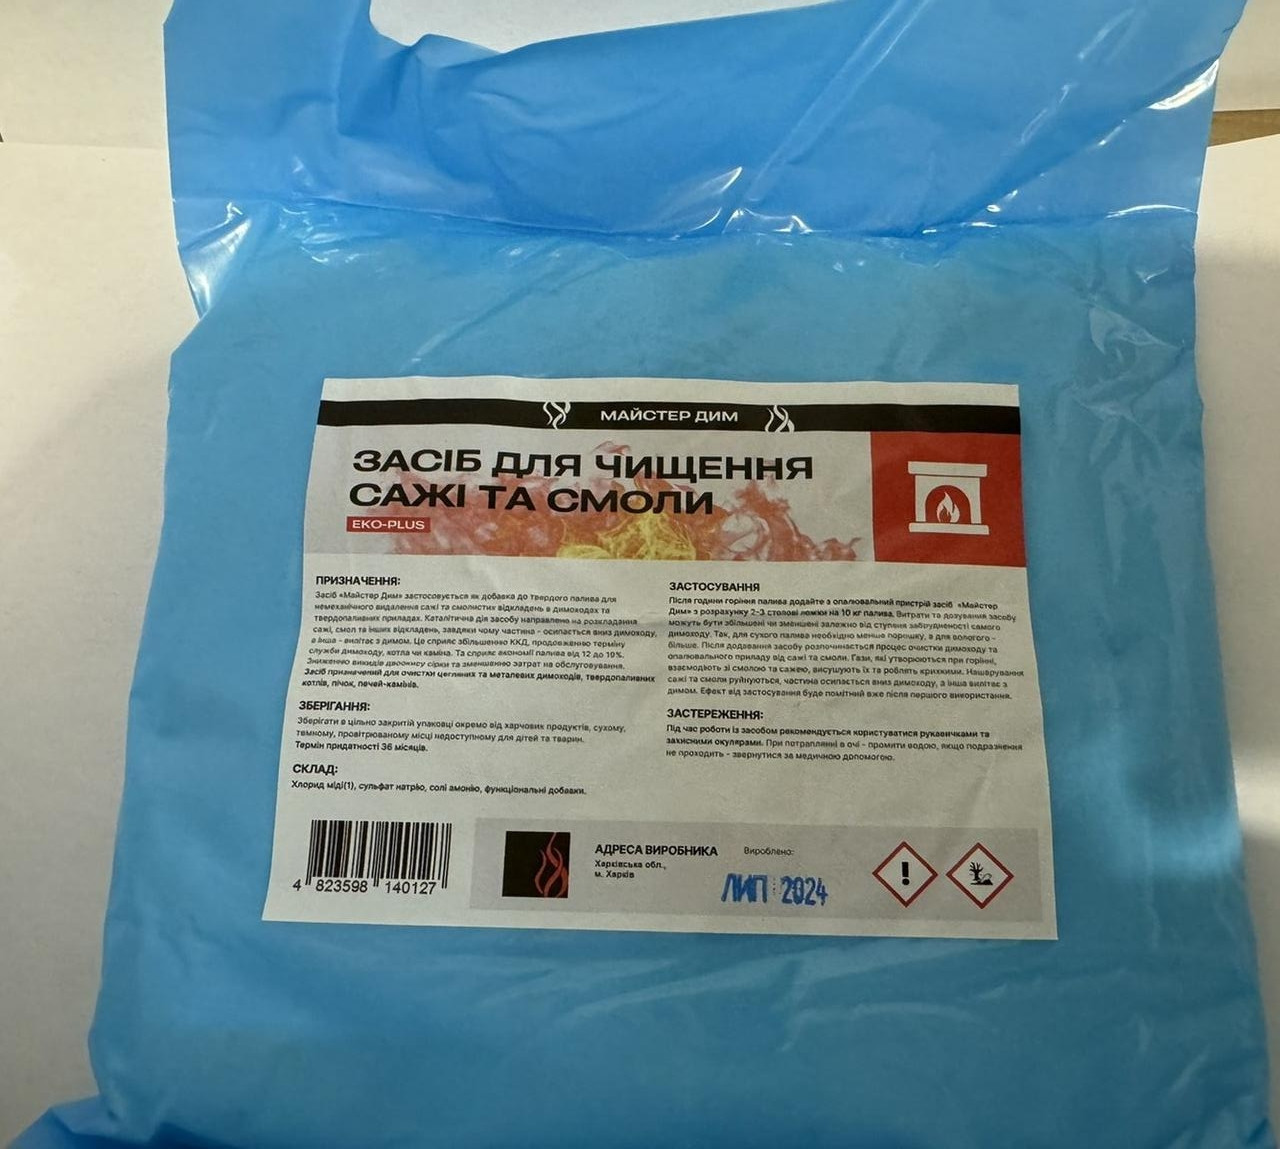 МАЙСТЕР ДИМ
ЗАСІБ ДЛЯ ЧИЩЕННЯ
САЖІ ТА СМОЛИ
EKO-PLUS
ПРИЗНАЧЕННЯ:
Засіб «Майстер Дим» застосовується як добавка до твердого палива для
немеханічного видалення сажі та смолистих відкладень в димоходах та
твердопаливних приладах. Каталітична дія засобу направлено на розкладання
сажі, смол та інших відкладень, завдяки чому частина - осипається вниз димоходу,
а інша - вилітає з димом. Це сприяє збільшенню ККД, продовженню терміну
служби димоходу, котла чи каміна. Та сприяє економії палива від 12 до 10%.
Зниженню викидів двоокису сірки та зменшенню затрат на обслуговування.
Засіб призначений для очистки цегляних та металевих димоходів, твердопаливних
котлів, пічок, печей-камінів.
ЗБЕРІГАННЯ:
Зберігати в щільно закритій упаковці окремо від харчових продуктів, сухому,
темному, провітрюваному місці недоступному для дітей та тварин.
Термін придатності 36 місяців.
СКЛАД:
Хлорид міді(1), сульфат натрію, солі амонію, функціональні добавки.
ЗАСТОСУВАННЯ
Після години горіння палива додайте з опалювальний пристрій засіб «Майстер
Дим» з розрахунку 2-3 столові ложки на 10 кг палива. Витрати та дозування засобу
можуть бути збільшені чи зменшені залежно від ступеня забрудненості самого
димоходу. Так, для сухого палива необхідно менше порошку, а для вологого -
більше. Після додавання засобу розпочинається процес очистки димоходу та
опалювального приладу від сажі та смоли. Гази, які утворюються при горінні,
взаємодіють зі смолою та сажею, висушують їх та роблять крихкими. Нашарування
сажі та смоли руйнуються, частина осипається вниз димоходу, а інша вилітає з
димом. Ефект від застосування буде помітний вже після першого використання.
ЗАСТЕРЕЖЕННЯ:
Під час роботи із засобом рекомендується користуватися рукавичками та
захисними окулярами. При потраплянні в очі - промити водою, якщо подразнення
не проходить - звернутися за медичною допомогою.
4 823598 140127
АДРЕСА ВИРОБНИКА
Харківська обл.,
м. Харків
Вироблено:
ЛИП 2024